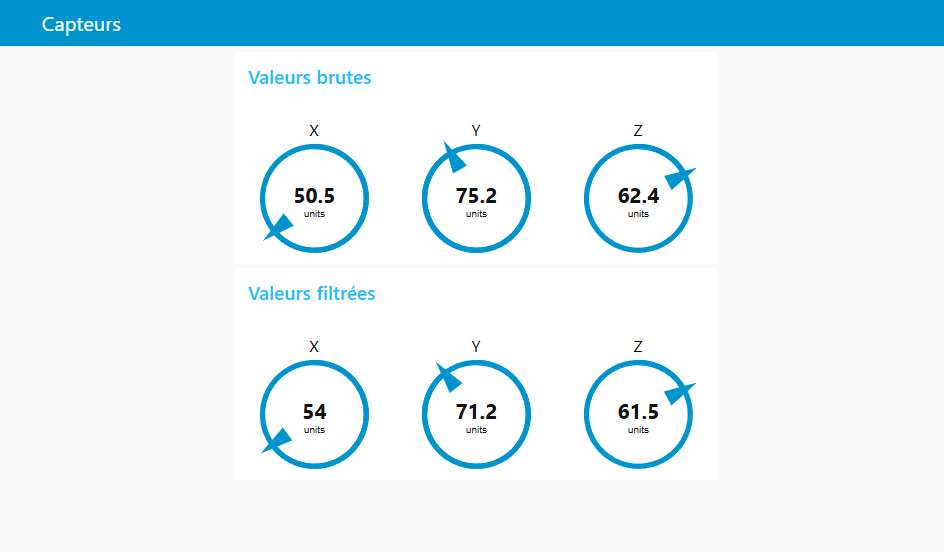 Capteurs
Valeurs brutes
X Y Z
50.5 75.2 62.4
units units units
Valeurs filtrées
X Y Z
54 71.2 61.5
units units units